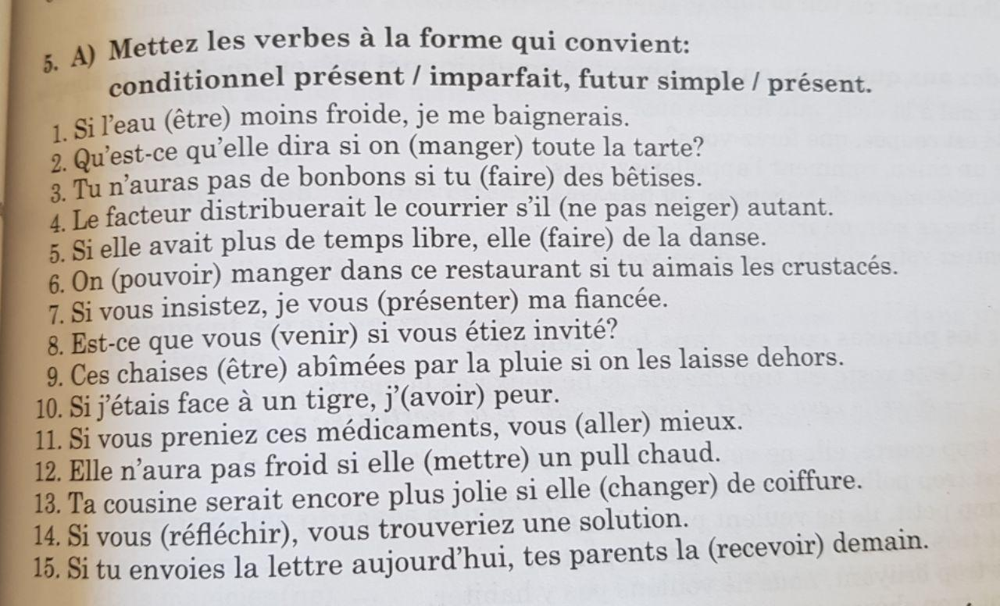 5. A) Mettez les verbes à la forme qui convient:
conditionnel présent / imparfait, futur simple / présent.
1. Si l'eau (être) moins froide, je me baignerais.
2. Qu'est-ce qu'elle dira si on (manger) toute la tarte?
3. Tu n'auras pas de bonbons si tu (faire) des bêtises.
4. Le facteur distribuerait le courrier s'il (ne pas neiger) autant.
5. Si elle avait plus de temps libre, elle (faire) de la danse.
6. On (pouvoir) manger dans ce restaurant si tu aimais les crustacés.
7. Si vous insistez, je vous (présenter) ma fiancée.
8. Est-ce que vous (venir) si vous étiez invité?
9. Ces chaises (être) abîmées par la pluie si on les laisse dehors.
10. Si j'étais face à un tigre, j'(avoir) peur.
11. Si vous preniez ces médicaments, vous (aller) mieux.
12. Elle n'aura pas froid si elle (mettre) un pull chaud.
13. Ta cousine serait encore plus jolie si elle (changer) de coiffure.
14. Si vous (réfléchir), vous trouveriez une solution.
15. Si tu envoies la lettre aujourd'hui, tes parents la (recevoir) demain.